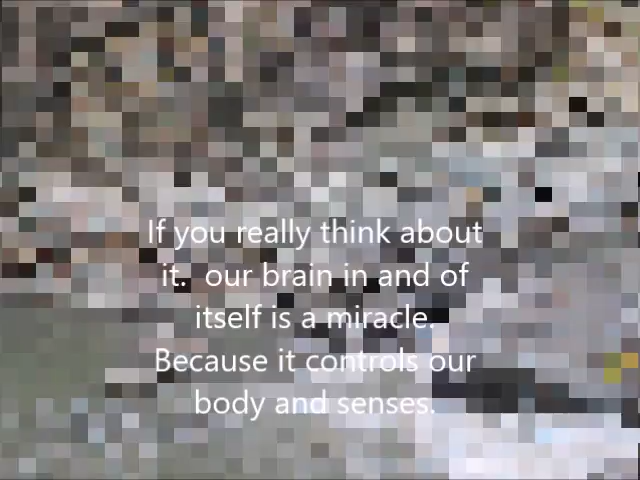 If you really think about
it.  our brain in and of
itself is a miracle.
Because it controls our
body and senses.